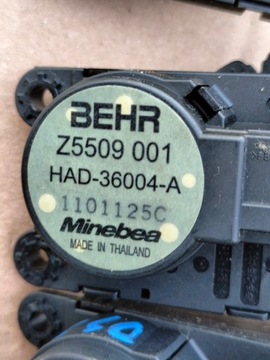 BEHR
Z5509 001
HAD-36004-A
1101125C
Minebea
MADE IN THAILAND